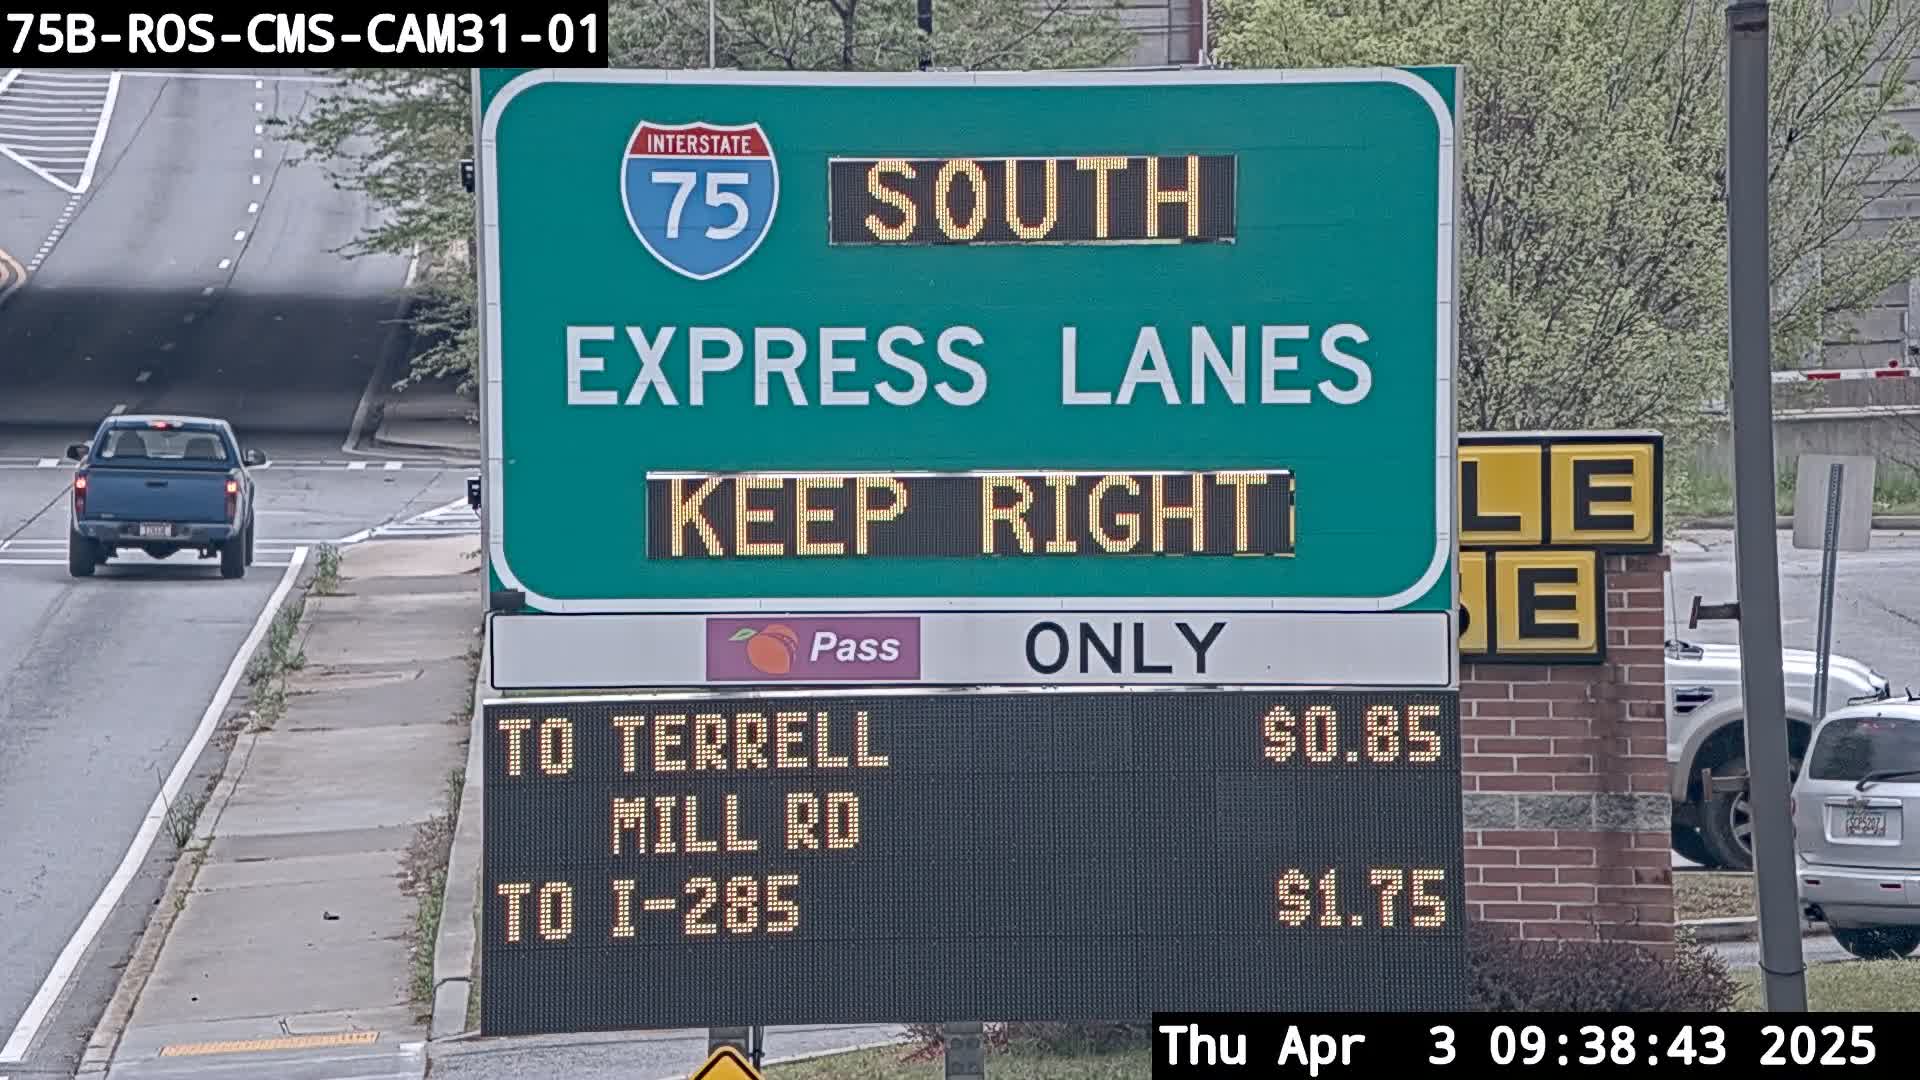 75B-ROS-CMS-CAM31-01
INTERSTATE
75
SOUTH
EXPRESS LANES
KEEP RIGHT
Pass ONLY
TO TERRELL $0.85
MILL RD
TO I-285 $1.75
LE
E
Thu Apr 3 09:38:43 2025